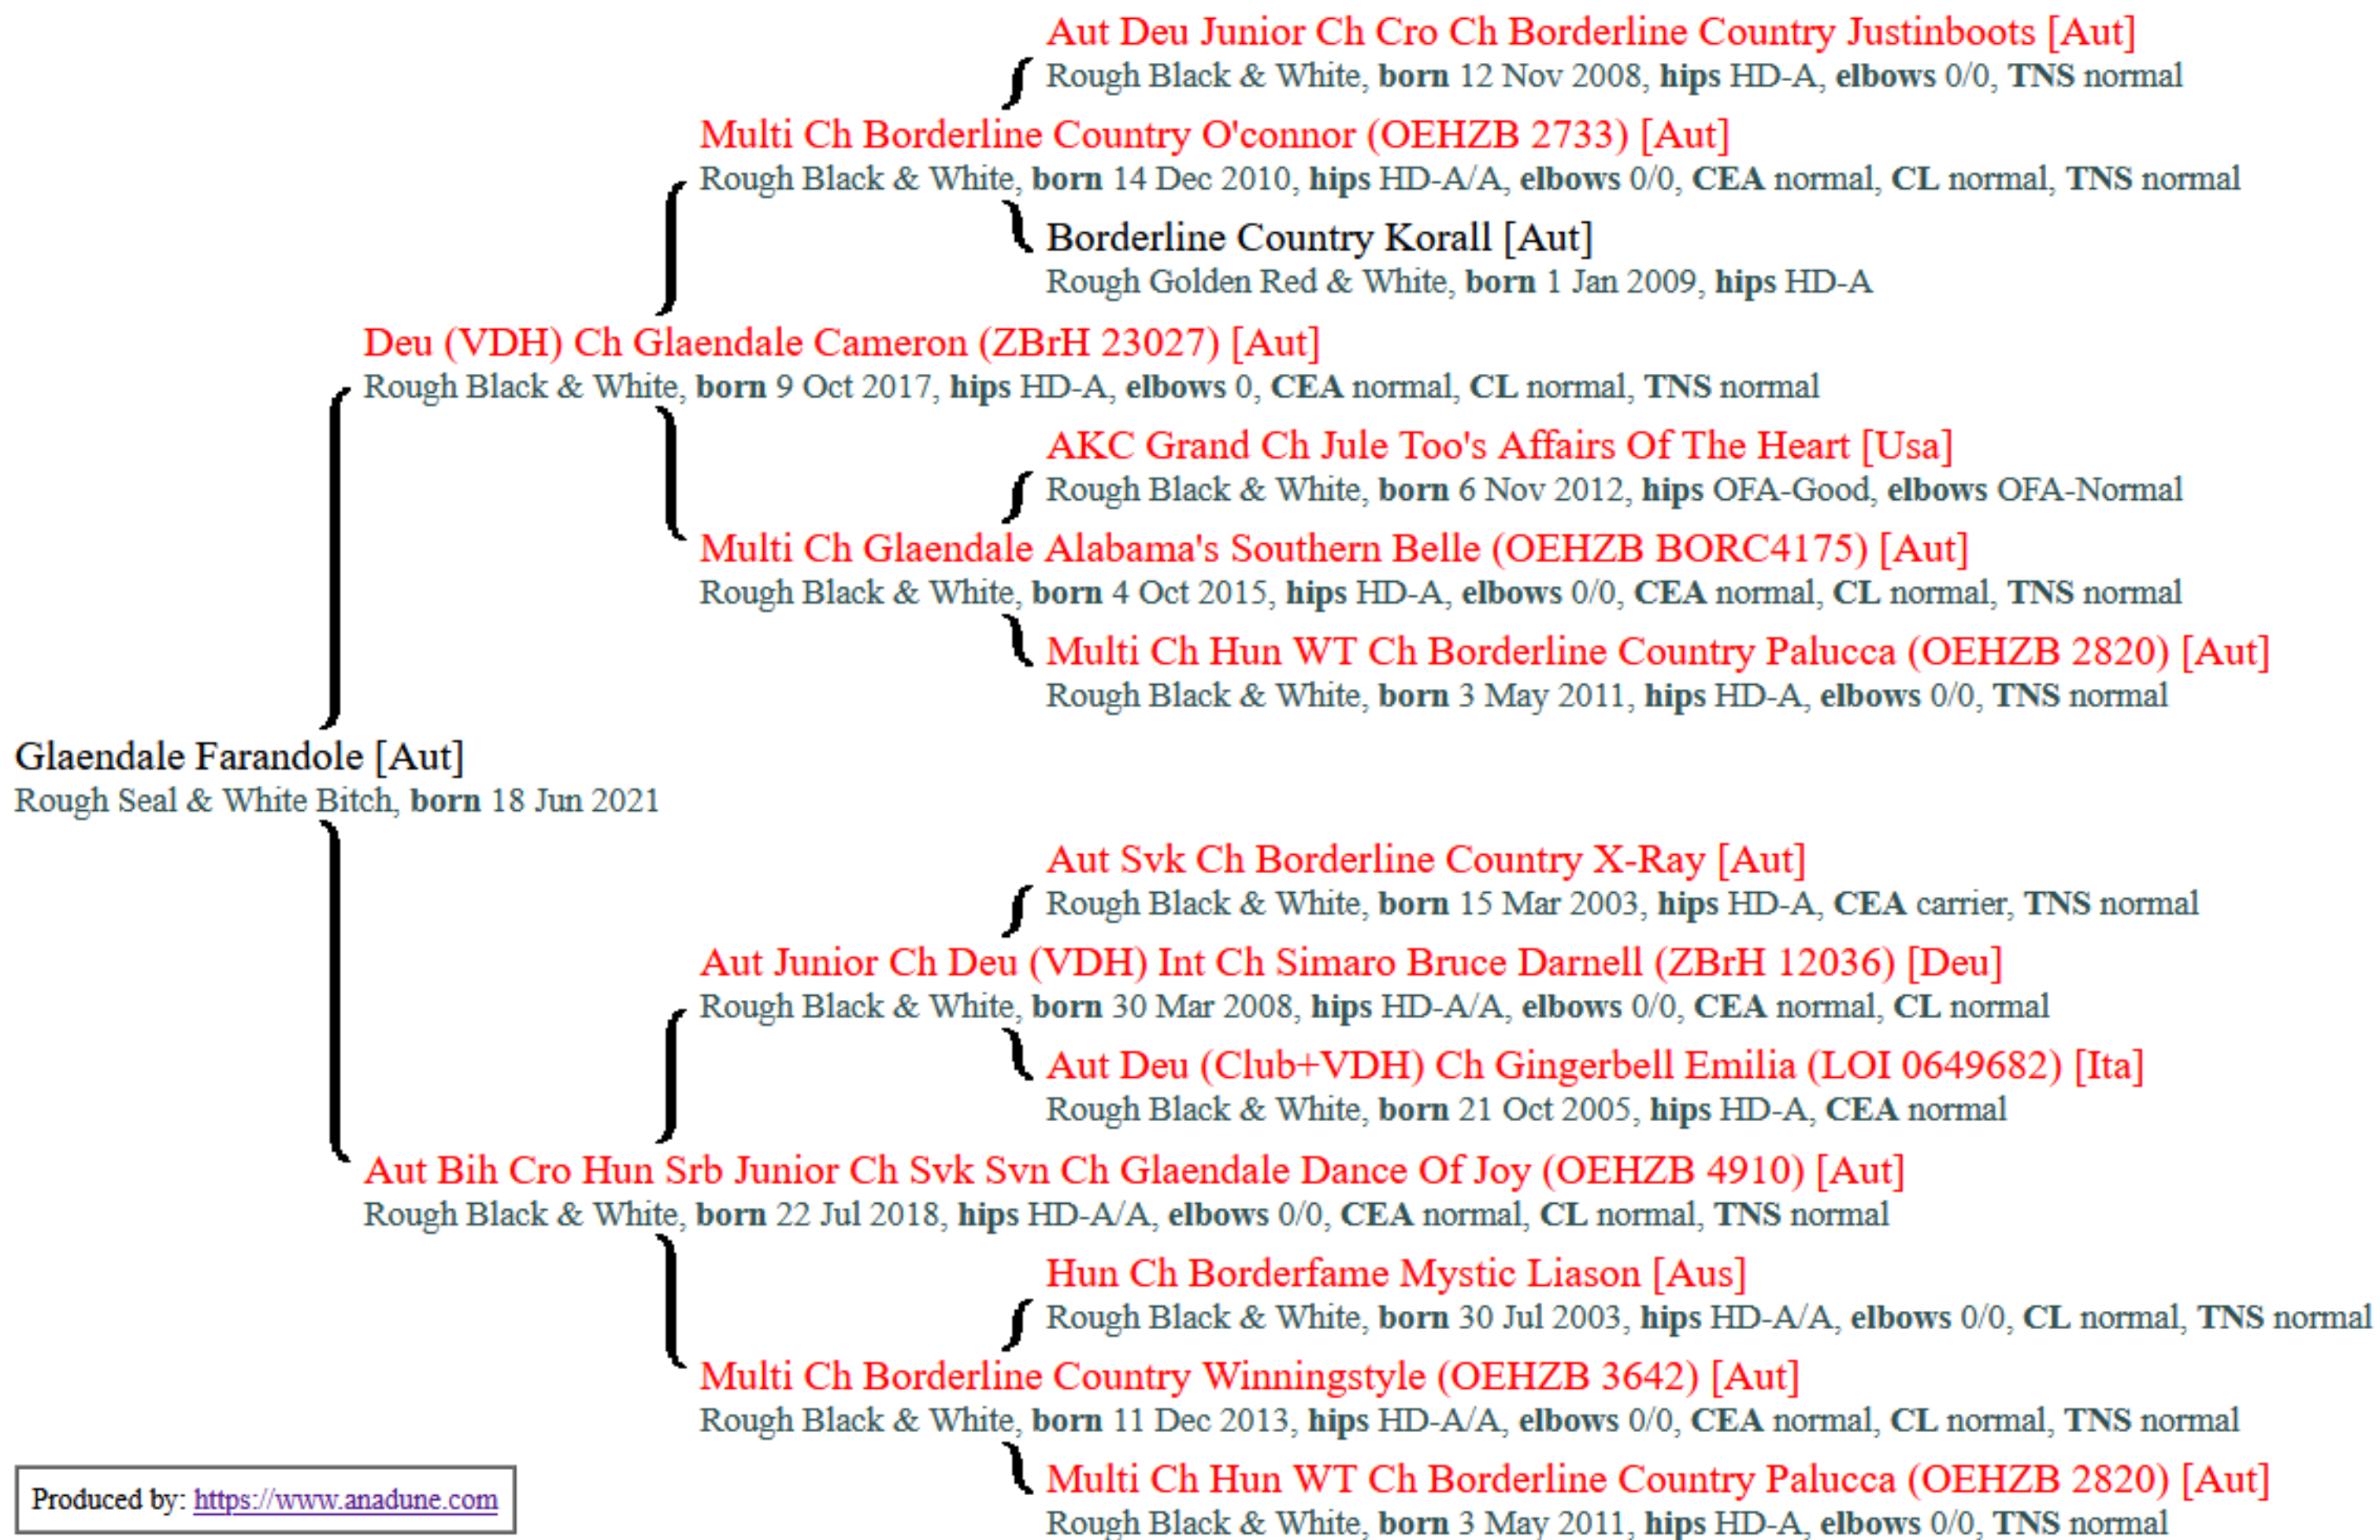 Aut Deu Junior Ch Cro Ch Borderline Country Justinboots [Aut]
Rough Black & White, born 12 Nov 2008, hips HD-A, elbows 0/0, TNS normal
Multi Ch Borderline Country O'connor (OEHZB 2733) [Aut]
Rough Black & White, born 14 Dec 2010, hips HD-A/A, elbows 0/0, CEA normal, CL normal, TNS normal
Borderline Country Korall [Aut]
Rough Golden Red & White, born 1 Jan 2009, hips HD-A
Deu (VDH) Ch Glaendale Cameron (ZBrH 23027) [Aut]
Rough Black & White, born 9 Oct 2017, hips HD-A, elbows 0, CEA normal, CL normal, TNS normal
AKC Grand Ch Jule Too's Affairs Of The Heart [Usa]
Rough Black & White, born 6 Nov 2012, hips OFA-Good, elbows OFA-Normal
Multi Ch Glaendale Alabama's Southern Belle (OEHZB BORC4175) [Aut]
Rough Black & White, born 4 Oct 2015, hips HD-A, elbows 0/0, CEA normal, CL normal, TNS normal
Multi Ch Hun WT Ch Borderline Country Palucca (OEHZB 2820) [Aut]
Rough Black & White, born 3 May 2011, hips HD-A, elbows 0/0, TNS normal
Glaendale Farandole [Aut]
Rough Seal & White Bitch, born 18 Jun 2021
Aut Svk Ch Borderline Country X-Ray [Aut]
Rough Black & White, born 15 Mar 2003, hips HD-A, CEA carrier, TNS normal
Aut Junior Ch Deu (VDH) Int Ch Simaro Bruce Darnell (ZBrH 12036) [Deu]
Rough Black & White, born 30 Mar 2008, hips HD-A/A, elbows 0/0, CEA normal, CL normal
Aut Deu (Club+VDH) Ch Gingerbell Emilia (LOI 0649682) [Ita]
Rough Black & White, born 21 Oct 2005, hips HD-A, CEA normal
Aut Bih Cro Hun Srb Junior Ch Svk Svn Ch Glaendale Dance Of Joy (OEHZB 4910) [Aut]
Rough Black & White, born 22 Jul 2018, hips HD-A/A, elbows 0/0, CEA normal, CL normal, TNS normal
Hun Ch Borderfame Mystic Liason [Aus]
Rough Black & White, born 30 Jul 2003, hips HD-A/A, elbows 0/0, CL normal, TNS normal
Multi Ch Borderline Country Winningstyle (OEHZB 3642) [Aut]
Rough Black & White, born 11 Dec 2013, hips HD-A/A, elbows 0/0, CEA normal, CL normal, TNS normal
Multi Ch Hun WT Ch Borderline Country Palucca (OEHZB 2820) [Aut]
Rough Black & White, born 3 May 2011, hips HD-A, elbows 0/0, TNS normal
Produced by: https://www.anadune.com